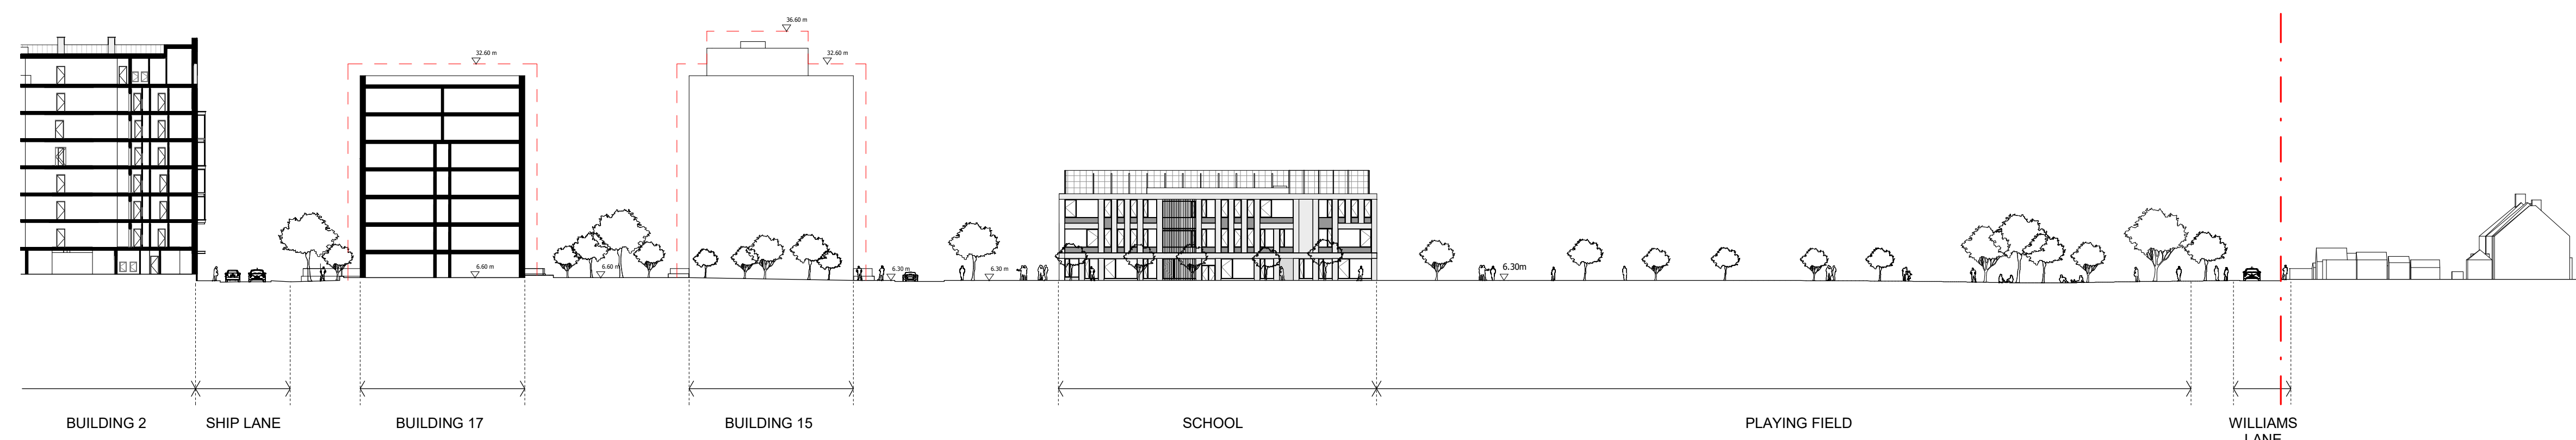 36.60 m
32.60 m
32.60 m
6.60 m
6.60 m
6.30 m
6.30 m
6.30m
BUILDING 2
SHIP LANE
BUILDING 17
BUILDING 15
SCHOOL
PLAYING FIELD
WILLIAMS
LANE